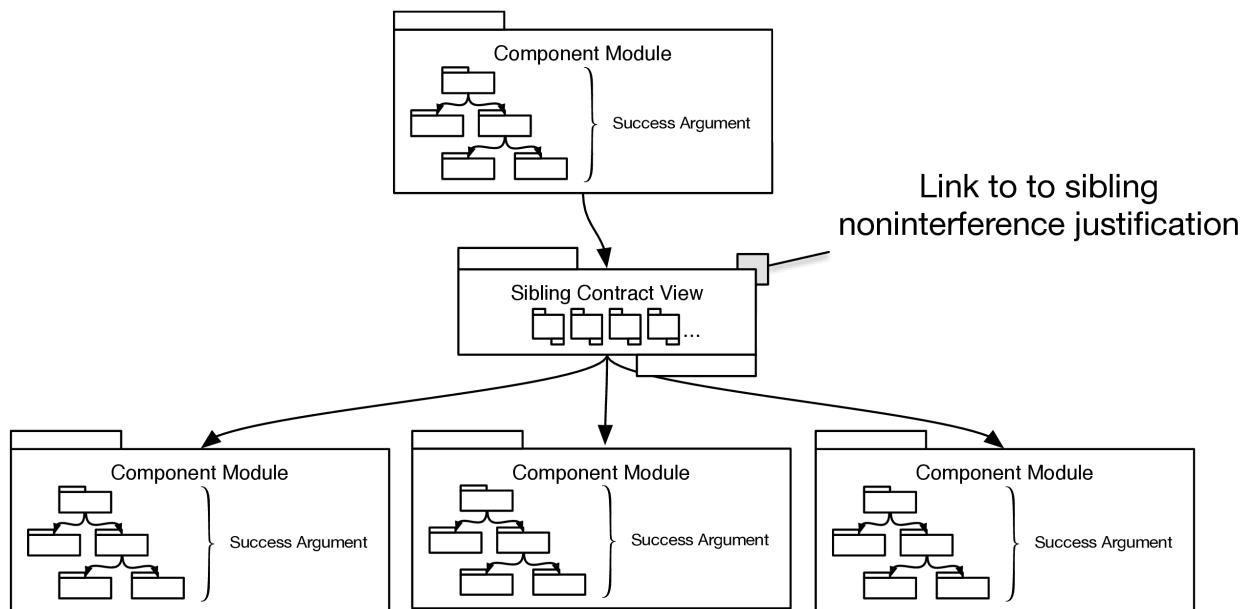 Component Module
Success Argument
Link to to sibling
noninterference justification
Sibling Contract View
...
Component Module
Success Argument
Component Module
Success Argument
Component Module
Success Argument